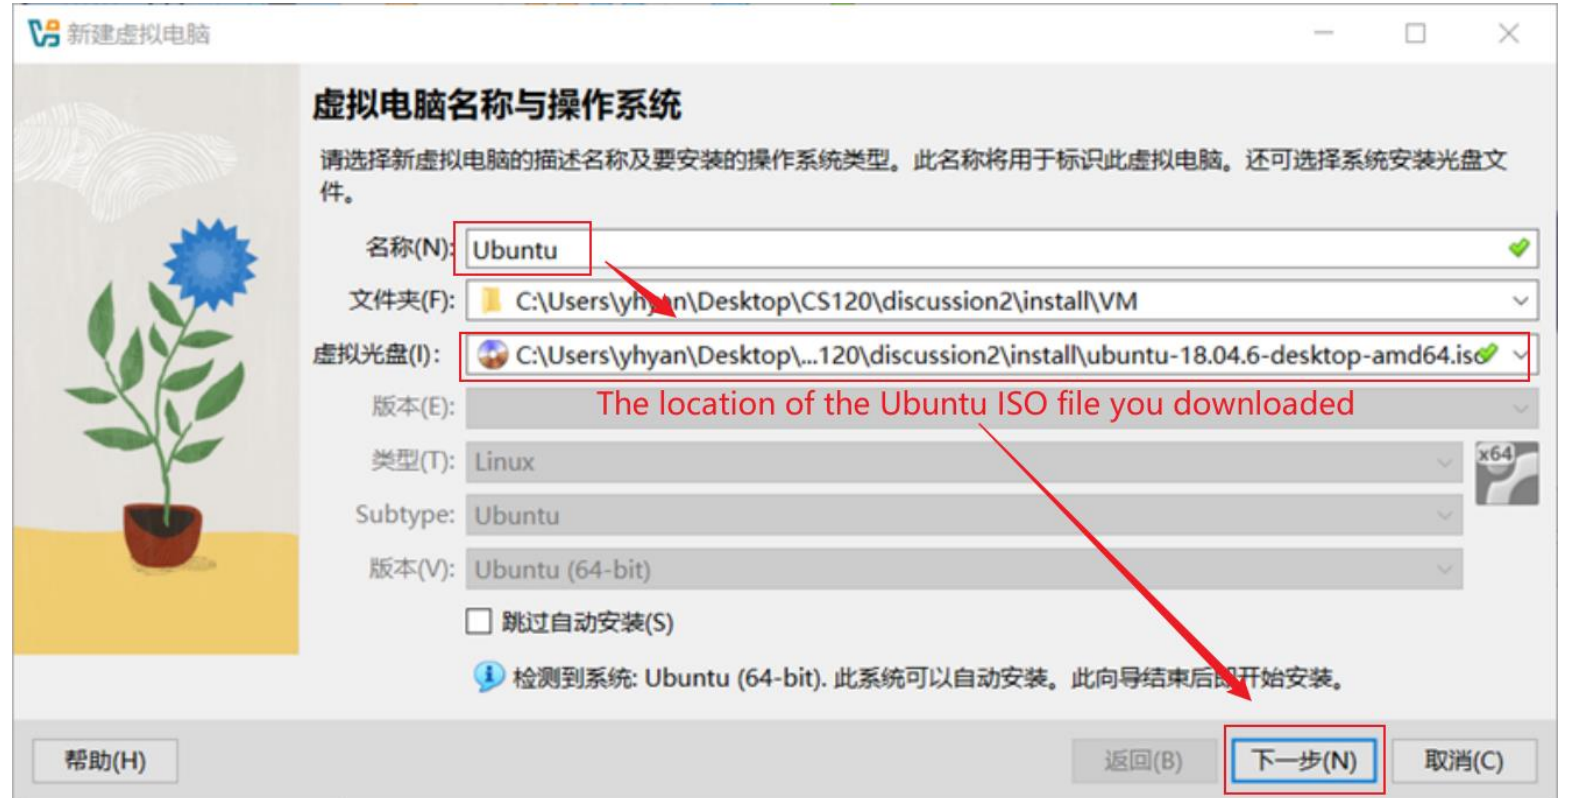 新建虚拟电脑
虚拟电脑名称与操作系统
请选择新虚拟电脑的描述名称及要安装的操作系统类型。此名称将用于标识此虚拟电脑。还可选择系统安装光盘文
件。
名称(N): Ubuntu
文件夹(F): C:\Users\yhyan\Desktop\CS120\discussion2\install\VM
虚拟光盘(I): C:\Users\yhyan\Desktop\...120\discussion2\install\ubuntu-18.04.6-desktop-amd64.iso
版本(E): The location of the Ubuntu ISO file you downloaded
类型(T): Linux x64
Subtype: Ubuntu
版本(V): Ubuntu (64-bit)
跳过自动安装(S)
检测到系统: Ubuntu (64-bit). 此系统可以自动安装。此向导结束后即开始安装。
帮助(H) 返回(B) 下一步(N) 取消(C)